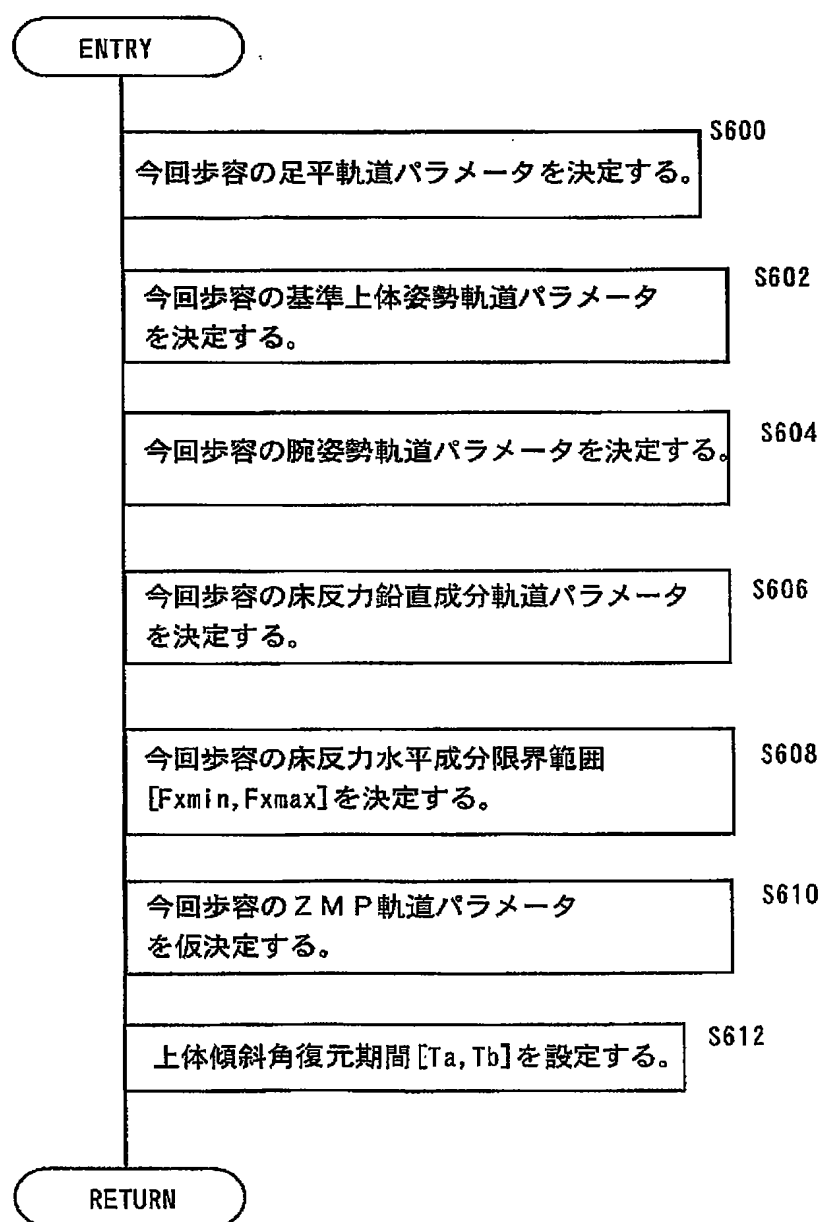 ENTRY
S600
今回歩容の足平軌道パラメータを決定する。
S602
今回歩容の基準上体姿勢軌道パラメータ
を決定する。
S604
今回歩容の腕姿勢軌道パラメータを決定する。
S606
今回歩容の床反力鉛直成分軌道パラメータ
を決定する。
S608
今回歩容の床反力水平成分限界範囲
[Fxmin,Fxmax]を決定する。
S610
今回歩容のZMP軌道パラメータ
を仮決定する。
S612
上体傾斜角復元期間[Ta,Tb]を設定する。
RETURN